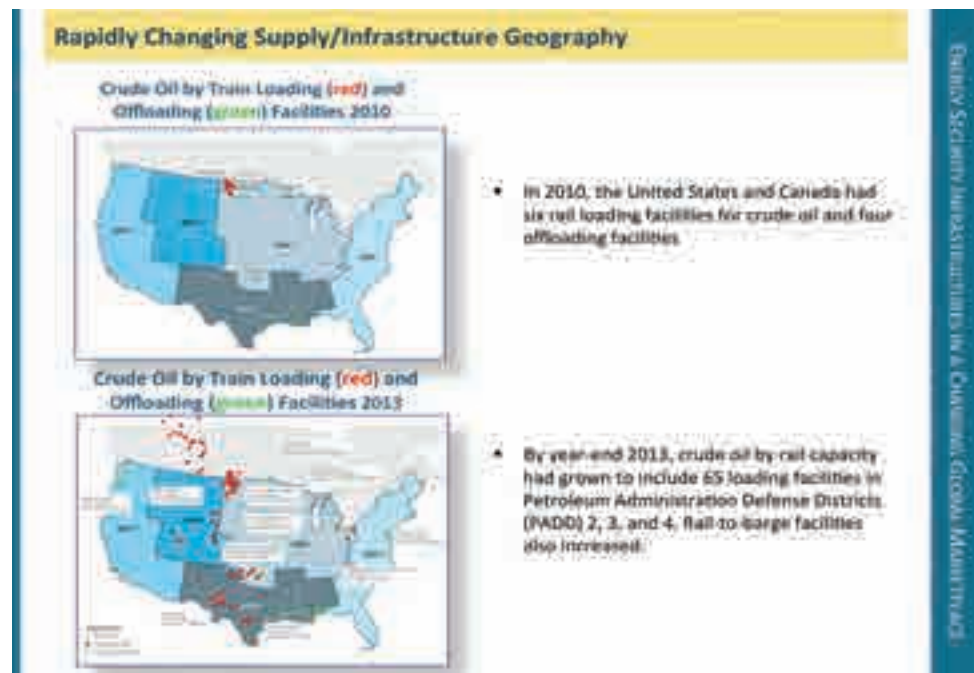 Rapidly Changing Supply/Infrastructure Geography
Crude Oil by Train Loading (red) and
Offloading (green) Facilities 2010
• In 2010, the United States and Canada had
six rail loading facilities for crude oil and four
offloading facilities
Crude Oil by Train Loading (red) and
Offloading (green) Facilities 2013
• By year-end 2013, crude oil by rail capacity
had grown to include 65 loading facilities in
Petroleum Administration Defense Districts
(PADD) 2, 3, and 4. Rail-to-barge facilities
also increased.
ENERGY SECURITY INFRASTRUCTURES IN A CHANGING GLOBAL MARKETPLACE